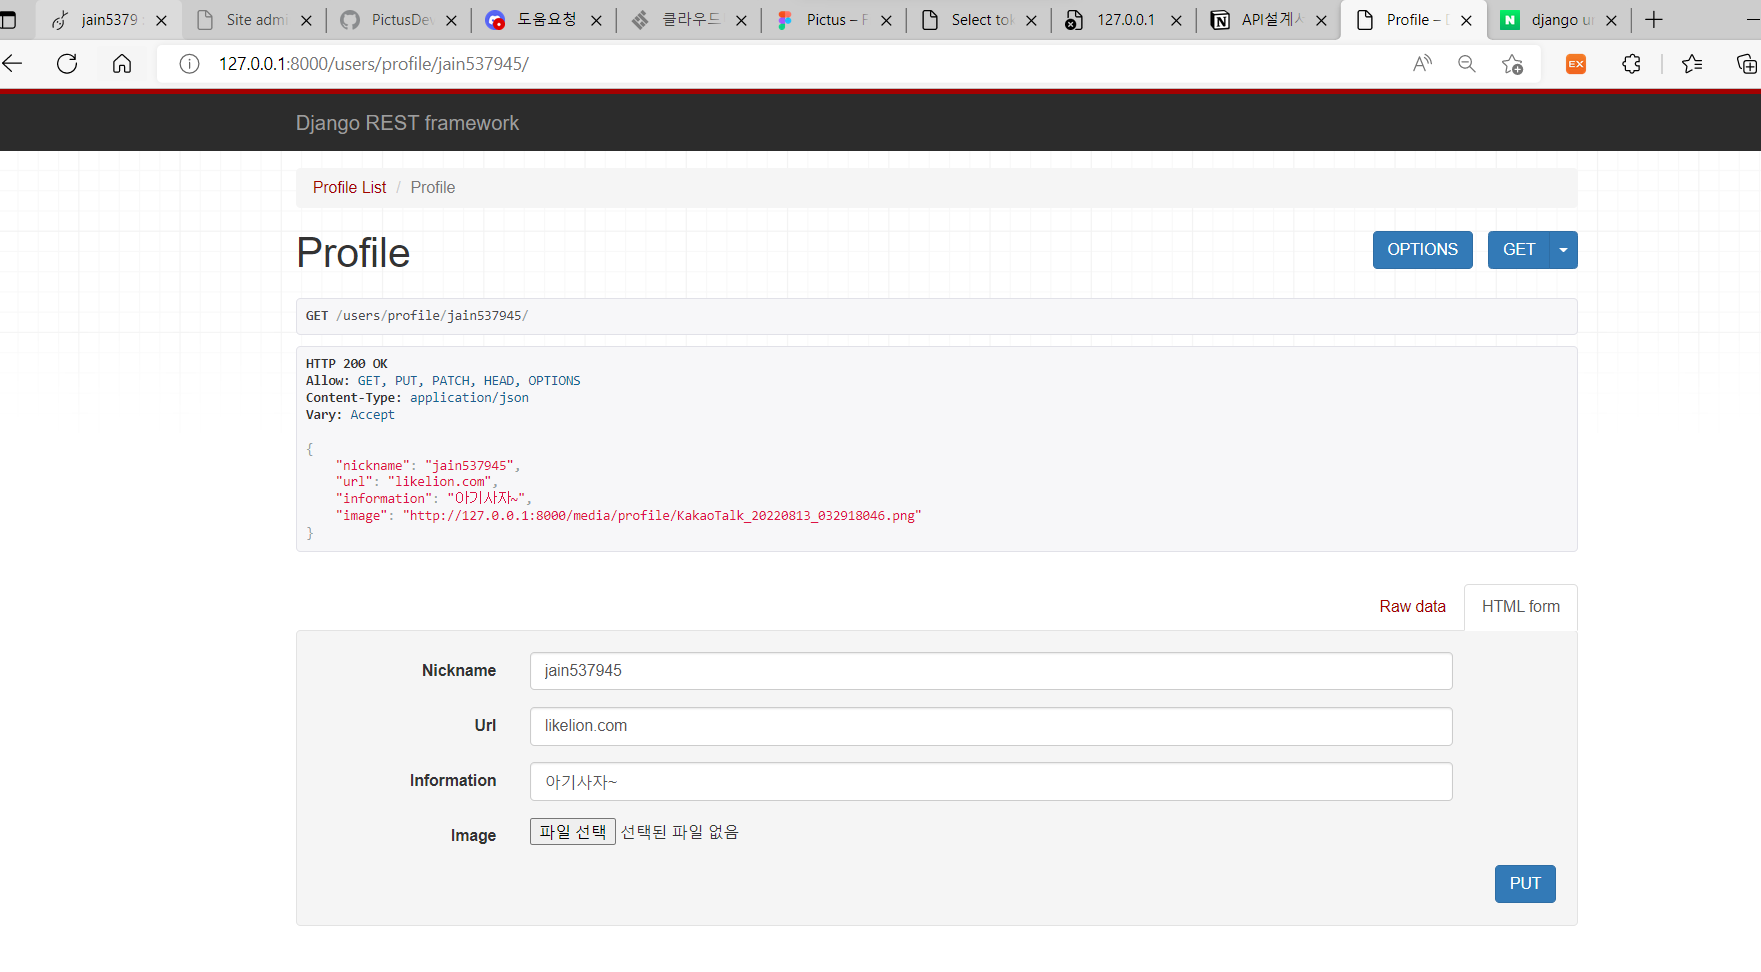 jain5379 Site admi PictusDev 도움요청 클라우드 Pictus – F Select tok 127.0.0.1 API설계 Profile – D django ur
127.0.0.1:8000/users/profile/jain537945/
Django REST framework
Profile List / Profile
Profile
OPTIONS GET
GET /users/profile/jain537945/
HTTP 200 OK
Allow: GET, PUT, PATCH, HEAD, OPTIONS
Content-Type: application/json
Vary: Accept
{
"nickname": "jain537945",
"url": "likelion.com",
"information": "아기사자~",
"image": "http://127.0.0.1:8000/media/profile/KakaoTalk_20220813_032918046.png"
}
Raw data HTML form
Nickname jain537945
Url likelion.com
Information 아기사자~
Image 파일 선택 선택된 파일 없음
PUT